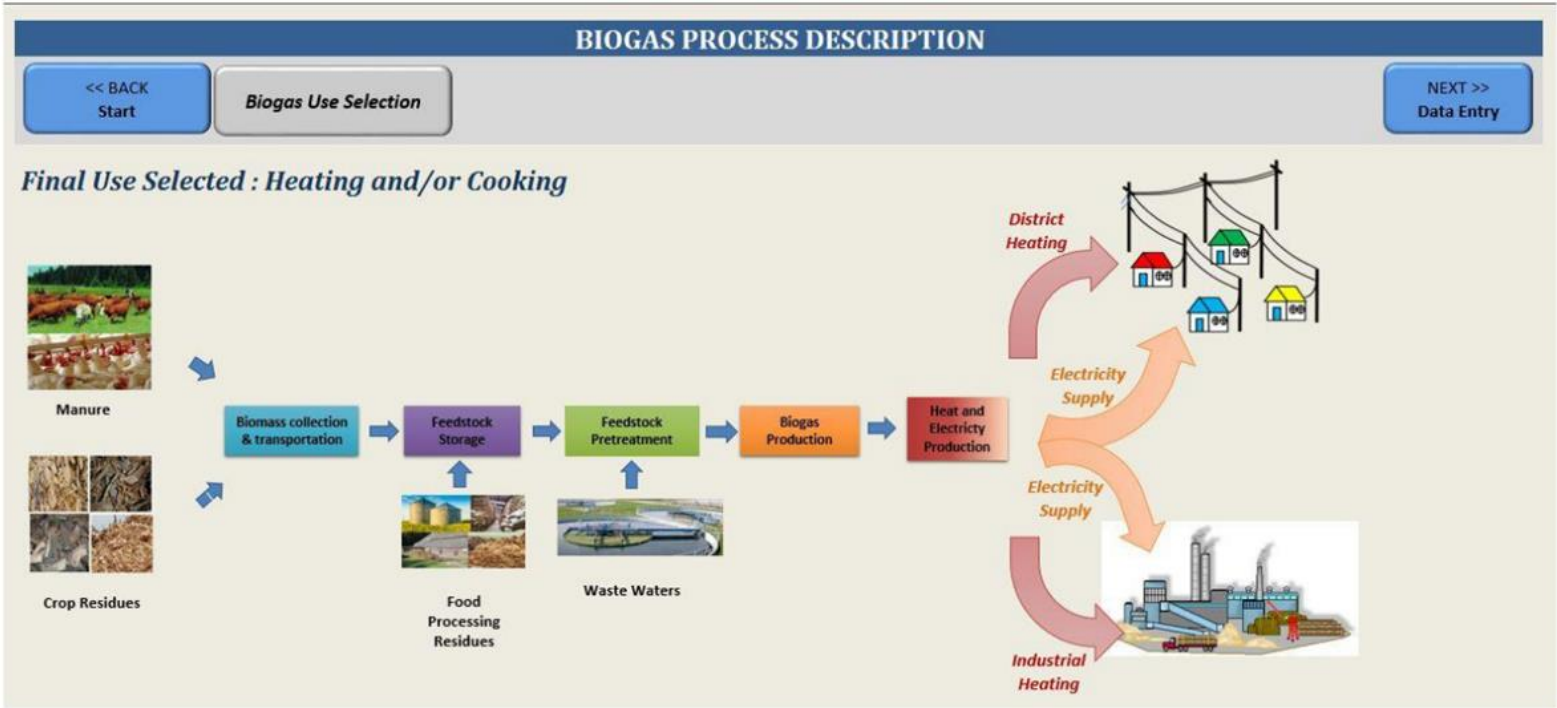 BIOGAS PROCESS DESCRIPTION
<< BACK
Start
Biogas Use Selection
NEXT >>
Data Entry
Final Use Selected : Heating and/or Cooking
District
Heating
Manure
Electricity
Supply
Biomass collection
& transportation
Feedstock
Storage
Feedstock
Pretreatment
Biogas
Production
Heat and
Electricty
Production
Electricity
Supply
Crop Residues
Food
Processing
Residues
Waste Waters
Industrial
Heating